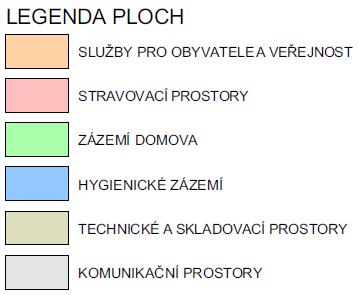 LEGENDA PLOCH
SLUŽBY PRO OBYVATELE A VEŘEJNOST
STRAVOVACÍ PROSTORY
ZÁZEMÍ DOMOVA
HYGIENICKÉ ZÁZEMÍ
TECHNICKÉ A SKLADOVACÍ PROSTORY
KOMUNIKAČNÍ PROSTORY